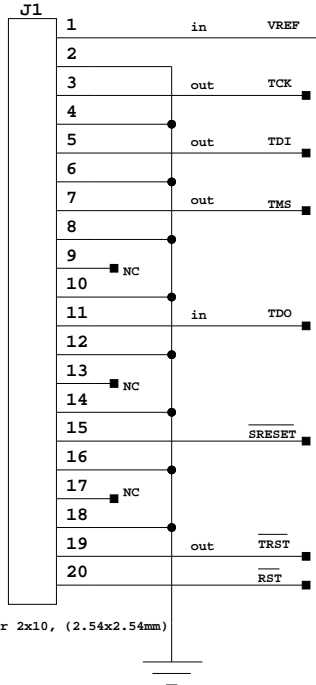 J1
1 in VREF
2
3 out TCK
4
5 out TDI
6
7 out TMS
8
9 NC
10
11 in TDO
12
13 NC
14
15 SRESET
16
17 NC
18
19 out TRST
20 RST
r 2x10, (2.54x2.54mm)